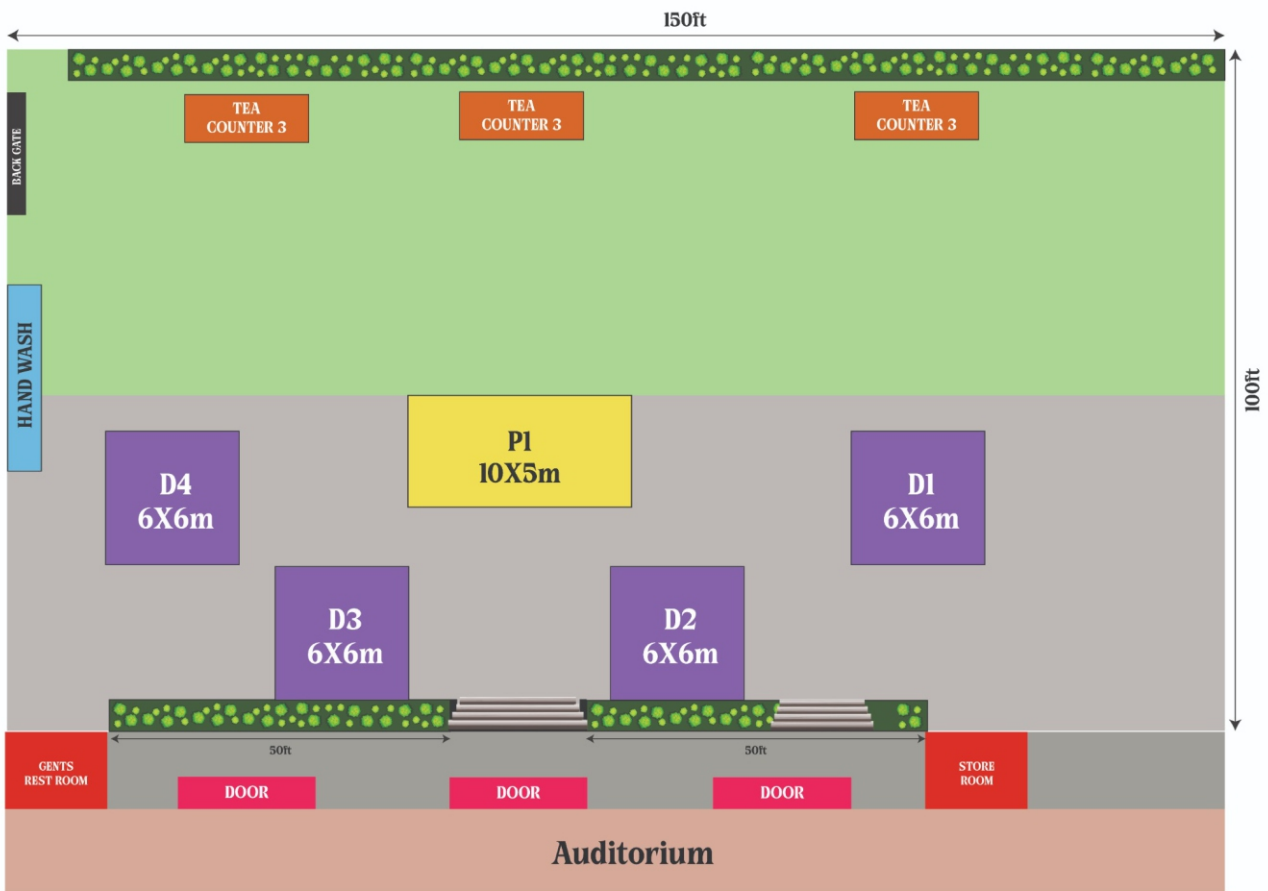 150ft
TEA
COUNTER 3
TEA
COUNTER 3
TEA
COUNTER 3
BACK GATE
HAND WASH
100ft
P1
10X5m
D4
6X6m
D1
6X6m
D3
6X6m
D2
6X6m
50ft
50ft
GENTS
REST ROOM
STORE
ROOM
DOOR
DOOR
DOOR
Auditorium